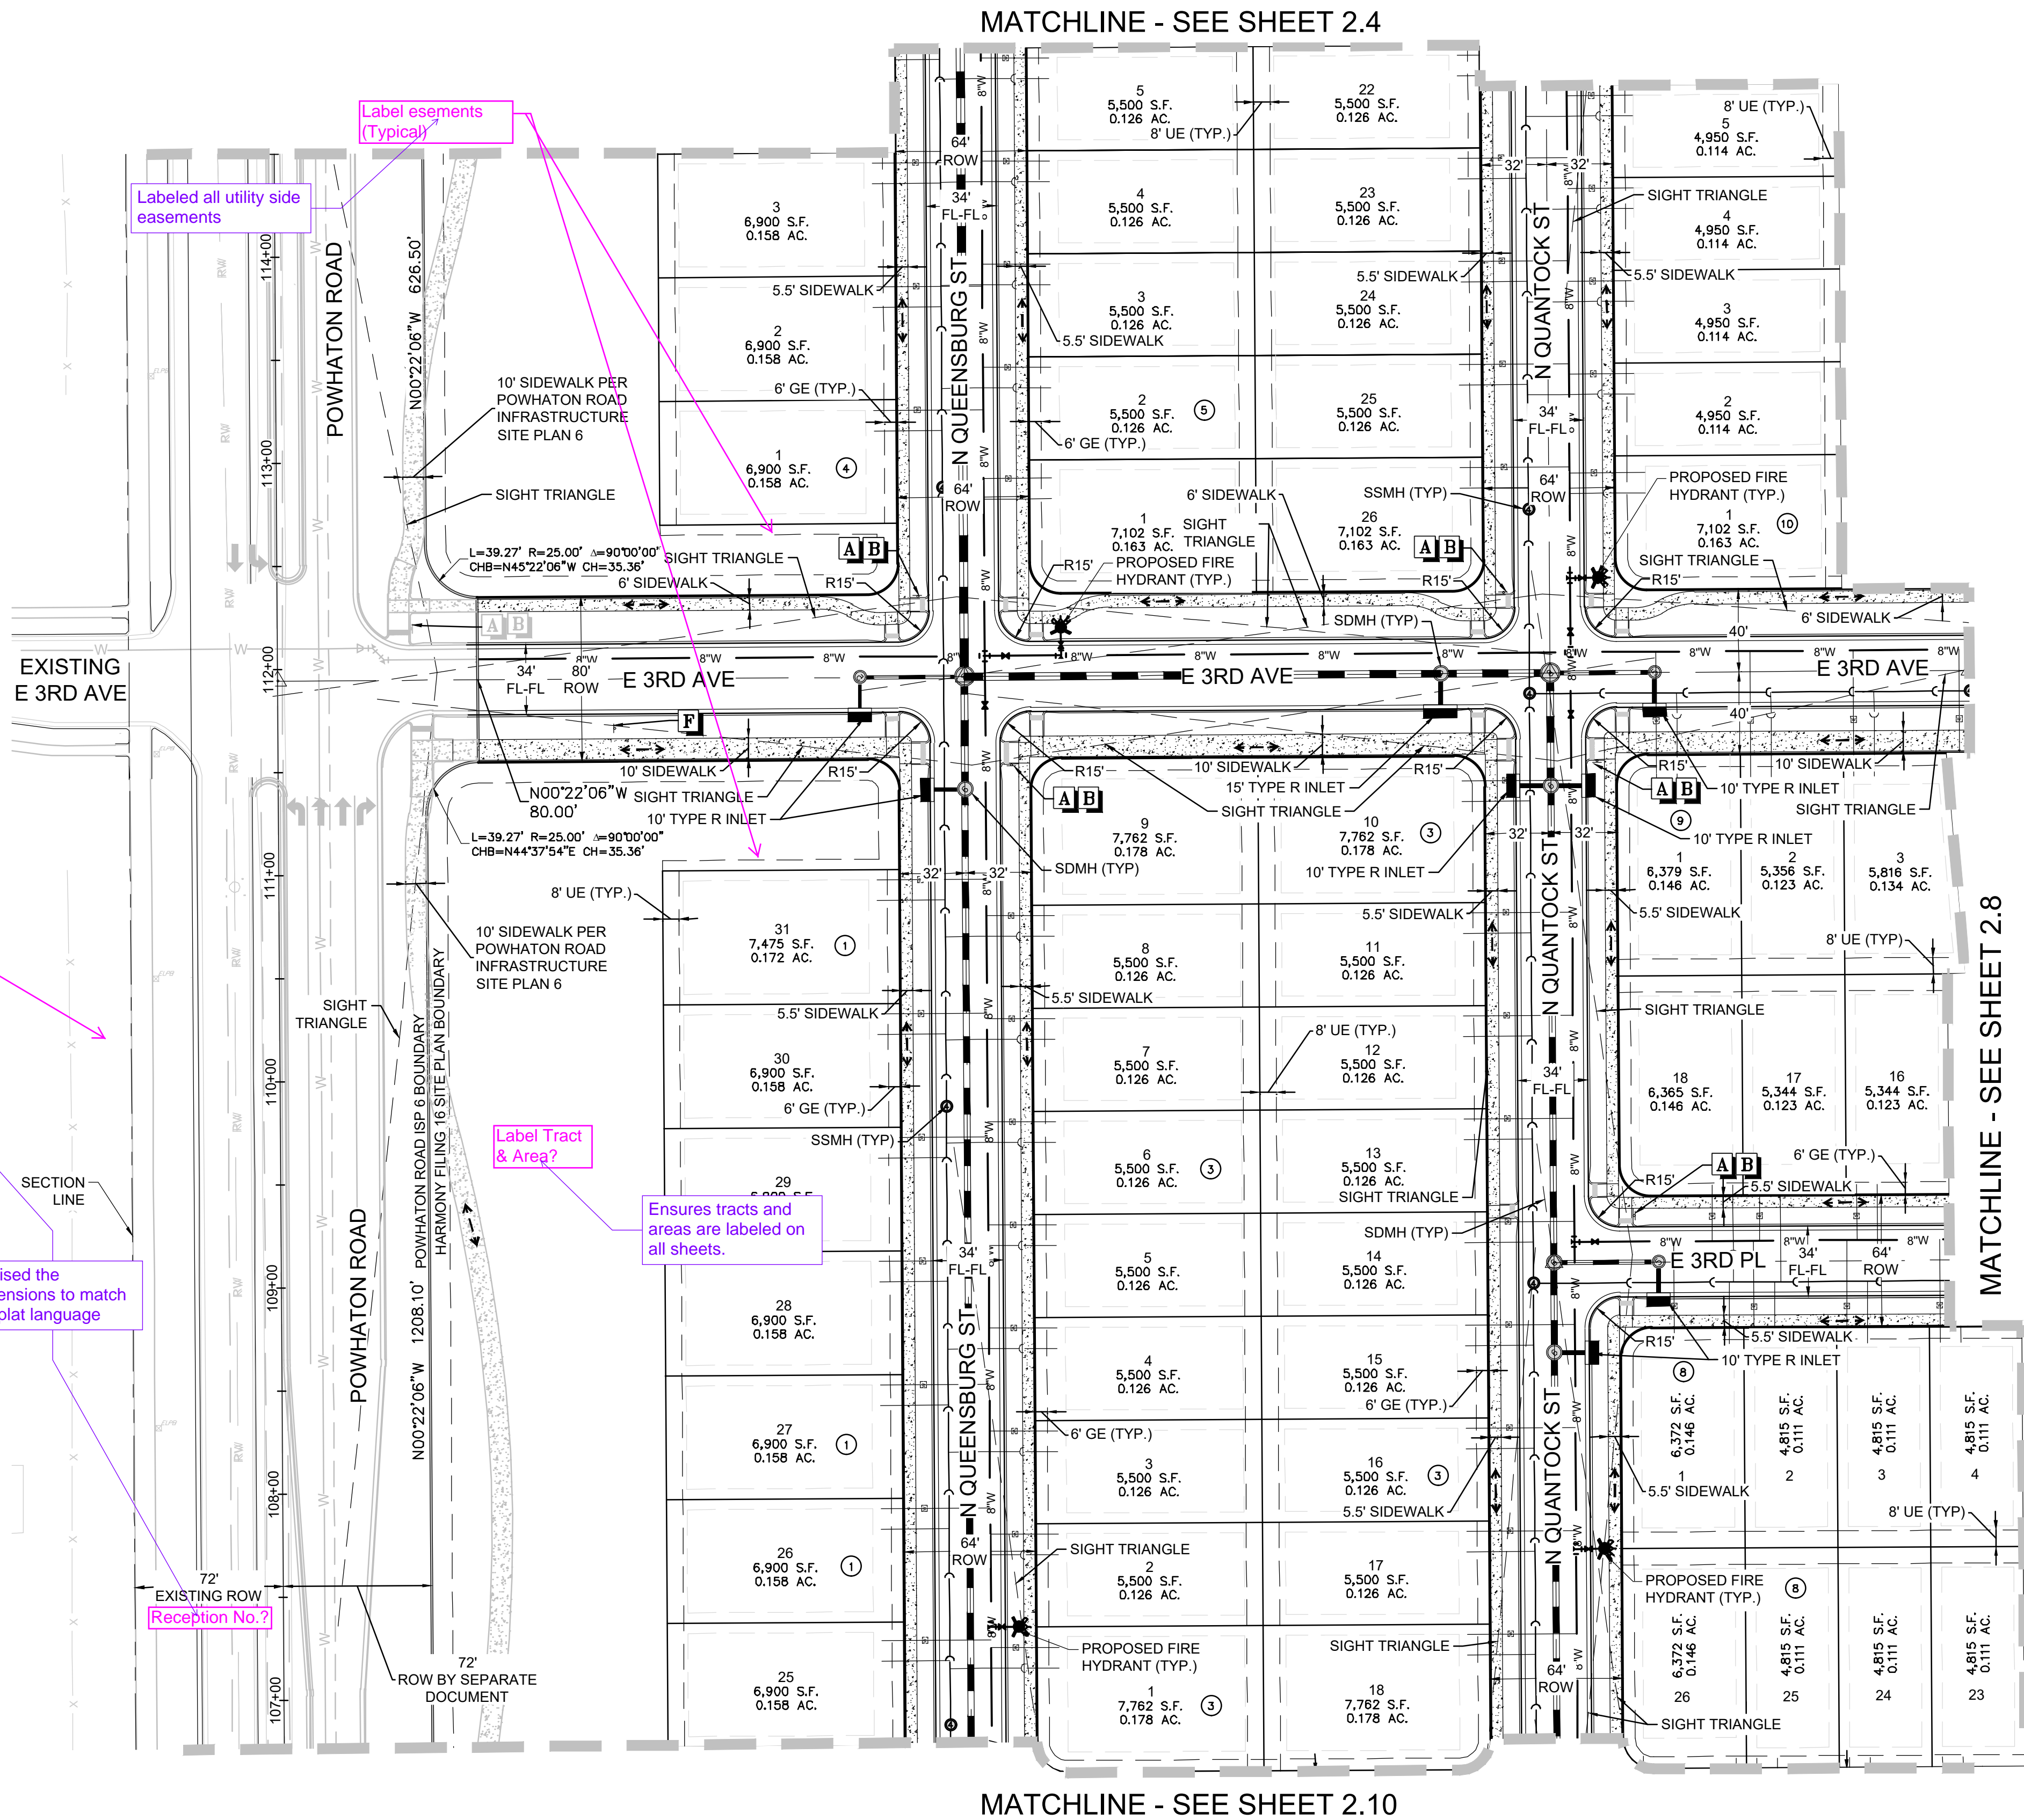 MATCHLINE - SEE SHEET 2.4
Label esements
(Typical)
Labeled all utility side
easements
114+00
113+00
112+00
111+00
110+00
109+00
108+00
107+00
POWHATON ROAD
N00°22'06"W 626.50'
10' SIDEWALK PER
POWHATON ROAD
INFRASTRUCTURE
SITE PLAN 6
SIGHT TRIANGLE
L=39.27' R=25.00' Δ=90°00'00"
CHB=N45°22'06"W CH=35.36'
SIGHT TRIANGLE
6' SIDEWALK
R15'
A B
A B
3
6,900 S.F.
0.158 AC.
2
6,900 S.F.
0.158 AC.
1
6,900 S.F.
0.158 AC.
4
5.5' SIDEWALK
6' GE (TYP.)
64'
ROW
34'
FL-FL
N QUEENSBURG ST
64'
ROW
5
5,500 S.F.
0.126 AC.
8' UE (TYP.)
4
5,500 S.F.
0.126 AC.
3
5,500 S.F.
0.126 AC.
5.5' SIDEWALK
2
5,500 S.F.
0.126 AC.
5
6' GE (TYP.)
1
7,102 S.F.
0.163 AC.
SIGHT
TRIANGLE
R15'
PROPOSED FIRE
HYDRANT (TYP.)
22
5,500 S.F.
0.126 AC.
23
5,500 S.F.
0.126 AC.
24
5,500 S.F.
0.126 AC.
5.5' SIDEWALK
25
5,500 S.F.
0.126 AC.
6' SIDEWALK
26
7,102 S.F.
0.163 AC.
A B
R15'
SSMH (TYP)
SDMH (TYP)
32'
32'
N QUANTOCK ST
34'
FL-FL
64'
ROW
8' UE (TYP.)
5
4,950 S.F.
0.114 AC.
SIGHT TRIANGLE
4
4,950 S.F.
0.114 AC.
5.5' SIDEWALK
3
4,950 S.F.
0.114 AC.
2
4,950 S.F.
0.114 AC.
PROPOSED FIRE
HYDRANT (TYP.)
1
7,102 S.F.
0.163 AC.
10
SIGHT TRIANGLE
R15'
6' SIDEWALK
40'
EXISTING
E 3RD AVE
34'
FL-FL
80'
ROW
E 3RD AVE
8"W
8"W
8"W
E 3RD AVE
8"W
8"W
8"W
E 3RD AVE
8"W
40'
F
10' SIDEWALK
R15'
N00°22'06"W
80.00'
SIGHT TRIANGLE
10' TYPE R INLET
L=39.27' R=25.00' Δ=90°00'00"
CHB=N44°37'54"E CH=35.36'
R15'
A B
10' SIDEWALK
15' TYPE R INLET
SIGHT TRIANGLE
R15'
R15'
A B
10' SIDEWALK
10' TYPE R INLET
SIGHT TRIANGLE
9
10' TYPE R INLET
8' UE (TYP.)
10' SIDEWALK PER
POWHATON ROAD
INFRASTRUCTURE
SITE PLAN 6
SIGHT
TRIANGLE
POWHATON ROAD ISP 6 BOUNDARY
HARMONY FILING 16 SITE PLAN BOUNDARY
N00°22'06"W 1208.10'
POWHATON ROAD
SECTION
LINE
31
7,475 S.F.
0.172 AC.
1
5.5' SIDEWALK
30
6,900 S.F.
0.158 AC.
6' GE (TYP.)
SSMH (TYP)
Label Tract
& Area?
Ensures tracts and
areas are labeled on
all sheets.
29
28
6,900 S.F.
0.158 AC.
27
6,900 S.F.
0.158 AC.
1
26
6,900 S.F.
0.158 AC.
1
25
6,900 S.F.
0.158 AC.
32'
32'
34'
FL-FL
N QUEENSBURG ST
64'
ROW
SDMH (TYP)
9
7,762 S.F.
0.178 AC.
8
5,500 S.F.
0.126 AC.
5.5' SIDEWALK
7
5,500 S.F.
0.126 AC.
6
5,500 S.F.
0.126 AC.
3
5
5,500 S.F.
0.126 AC.
4
5,500 S.F.
0.126 AC.
6' GE (TYP.)
3
5,500 S.F.
0.126 AC.
SIGHT TRIANGLE
2
5,500 S.F.
0.126 AC.
PROPOSED FIRE
HYDRANT (TYP.)
1
7,762 S.F.
0.178 AC.
3
10
7,762 S.F.
0.178 AC.
3
10' TYPE R INLET
5.5' SIDEWALK
11
5,500 S.F.
0.126 AC.
8' UE (TYP.)
12
5,500 S.F.
0.126 AC.
13
5,500 S.F.
0.126 AC.
SIGHT TRIANGLE
SDMH (TYP)
14
5,500 S.F.
0.126 AC.
15
5,500 S.F.
0.126 AC.
6' GE (TYP.)
16
5,500 S.F.
0.126 AC.
3
5.5' SIDEWALK
17
5,500 S.F.
0.126 AC.
SIGHT TRIANGLE
18
7,762 S.F.
0.178 AC.
32'
32'
N QUANTOCK ST
34'
FL-FL
N QUANTOCK ST
64'
ROW
1
6,379 S.F.
0.146 AC.
2
5,356 S.F.
0.123 AC.
3
5,816 S.F.
0.134 AC.
5.5' SIDEWALK
8' UE (TYP)
SIGHT TRIANGLE
18
6,365 S.F.
0.146 AC.
17
5,344 S.F.
0.123 AC.
16
5,344 S.F.
0.123 AC.
A B
6' GE (TYP.)
R15'
5.5' SIDEWALK
8"W
8"W
8"W
E 3RD PL
34'
FL-FL
64'
ROW
5.5' SIDEWALK
R15'
10' TYPE R INLET
8
6,372 S.F.
0.146 AC.
1
4,815 S.F.
0.111 AC.
2
4,815 S.F.
0.111 AC.
3
4,815 S.F.
0.111 AC.
4
5.5' SIDEWALK
8' UE (TYP)
PROPOSED FIRE
HYDRANT (TYP.)
8
6,372 S.F.
0.146 AC.
26
4,815 S.F.
0.111 AC.
25
4,815 S.F.
0.111 AC.
24
4,815 S.F.
0.111 AC.
23
SIGHT TRIANGLE
MATCHLINE - SEE SHEET 2.8
ised the
ensions to match
plat language
72'
EXISTING ROW
Reception No.?
72'
ROW BY SEPARATE
DOCUMENT
MATCHLINE - SEE SHEET 2.10